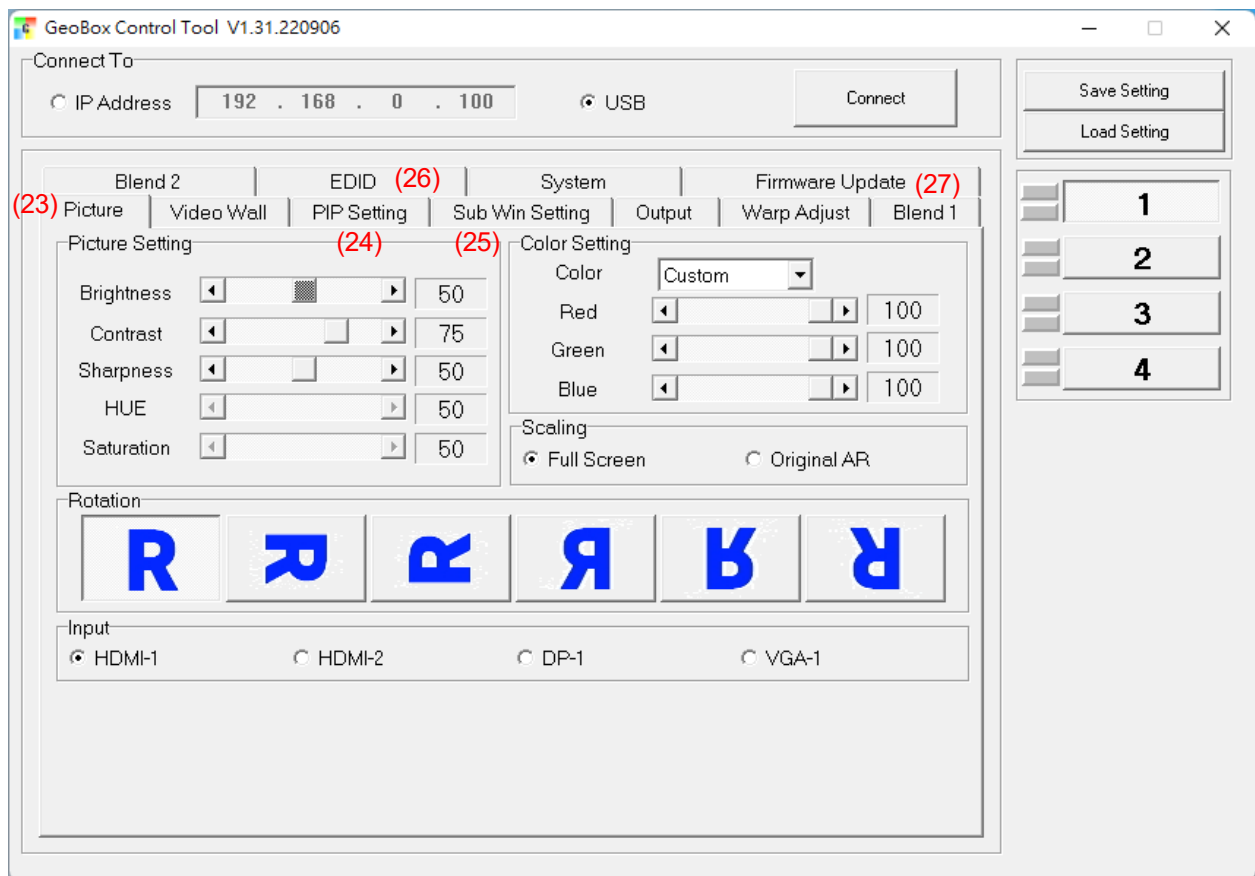 GeoBox Control Tool V1.31.220906
Connect To
IP Address 192 . 168 . 0 . 100 USB Connect
Save Setting
Load Setting
Blend 2 EDID (26) System Firmware Update (27)
(23) Picture Video Wall PIP Setting Sub Win Setting Output Warp Adjust Blend 1
(24) (25)
Picture Setting
Brightness 50
Contrast 75
Sharpness 50
HUE 50
Saturation 50
Color Setting
Color Custom
Red 100
Green 100
Blue 100
Scaling
Full Screen Original AR
Rotation
R R R R R R
Input
HDMI-1 HDMI-2 DP-1 VGA-1
1
2
3
4